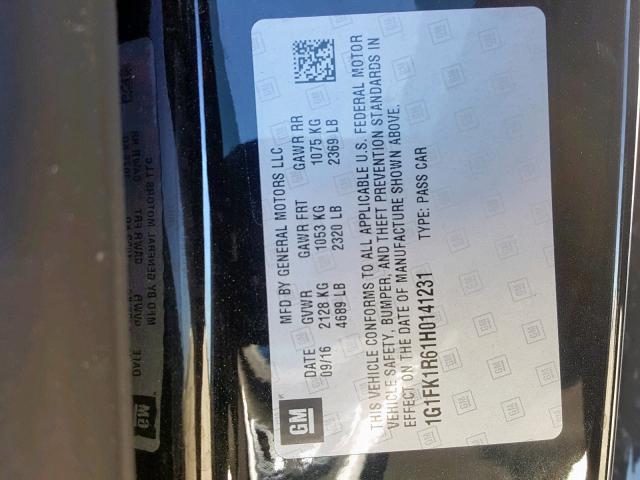 GM
MFD BY GENERAL MOTORS LLC
DATE GVWR GAWR FRT GAWR RR
09/16 2128 KG 1053 KG 1075 KG
4689 LB 2320 LB 2369 LB
THIS VEHICLE CONFORMS TO ALL APPLICABLE U.S. FEDERAL MOTOR
VEHICLE SAFETY, BUMPER, AND THEFT PREVENTION STANDARDS IN
EFFECT ON THE DATE OF MANUFACTURE SHOWN ABOVE.
1G1FK1R61H0141231 TYPE: PASS CAR